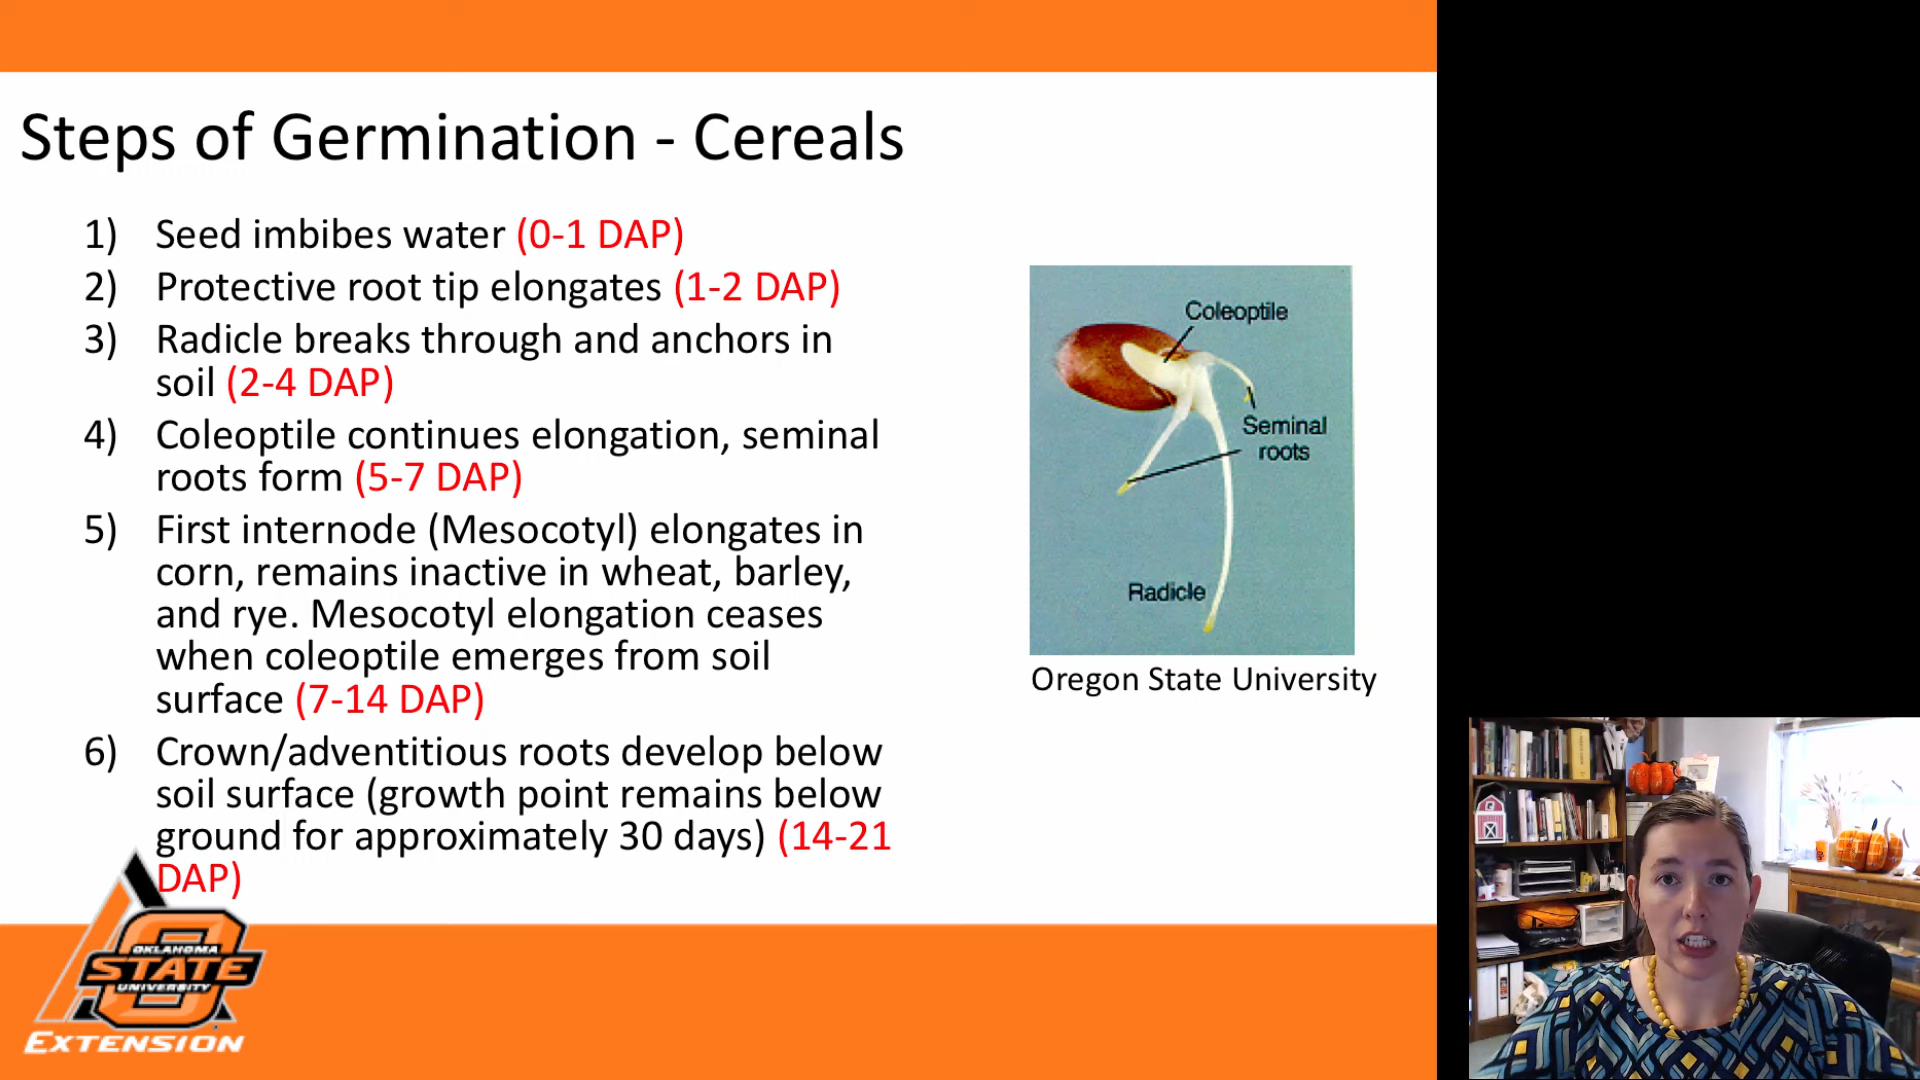 Steps of Germination - Cereals
1) Seed imbibes water (0-1 DAP)
2) Protective root tip elongates (1-2 DAP)
3) Radicle breaks through and anchors in
soil (2-4 DAP)
4) Coleoptile continues elongation, seminal
roots form (5-7 DAP)
5) First internode (Mesocotyl) elongates in
corn, remains inactive in wheat, barley,
and rye. Mesocotyl elongation ceases
when coleoptile emerges from soil
surface (7-14 DAP)
6) Crown/adventitious roots develop below
soil surface (growth point remains below
ground for approximately 30 days) (14-21
DAP)
Coleoptile
Seminal
roots
Radicle
Oregon State University
OKLAHOMA
STATE
UNIVERSITY
EXTENSION